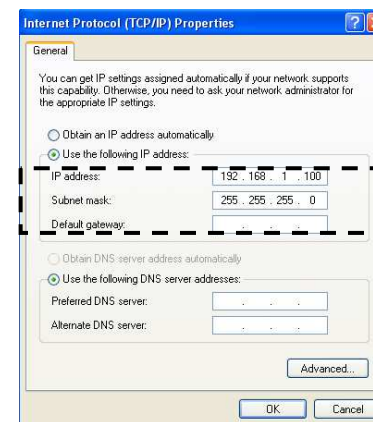 Internet Protocol (TCP/IP) Properties
General
You can get IP settings assigned automatically if your network supports
this capability. Otherwise, you need to ask your network administrator for
the appropriate IP settings.
Obtain an IP address automatically
Use the following IP address:
IP address: 192 . 168 . 1 . 100
Subnet mask: 255 . 255 . 255 . 0
Default gateway: . . .
Obtain DNS server address automatically
Use the following DNS server addresses:
Preferred DNS server: . . .
Alternate DNS server: . . .
Advanced...
OK Cancel